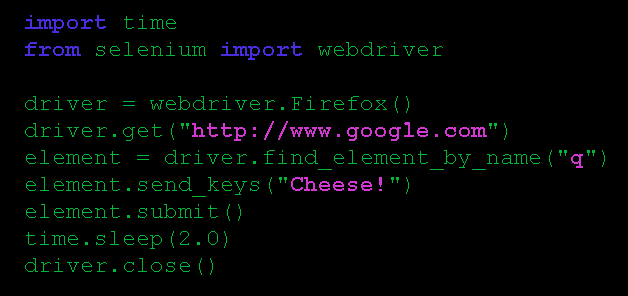 import time
from selenium import webdriver

driver = webdriver.Firefox()
driver.get("http://www.google.com")
element = driver.find_element_by_name("q")
element.send_keys("Cheese!")
element.submit()
time.sleep(2.0)
driver.close()